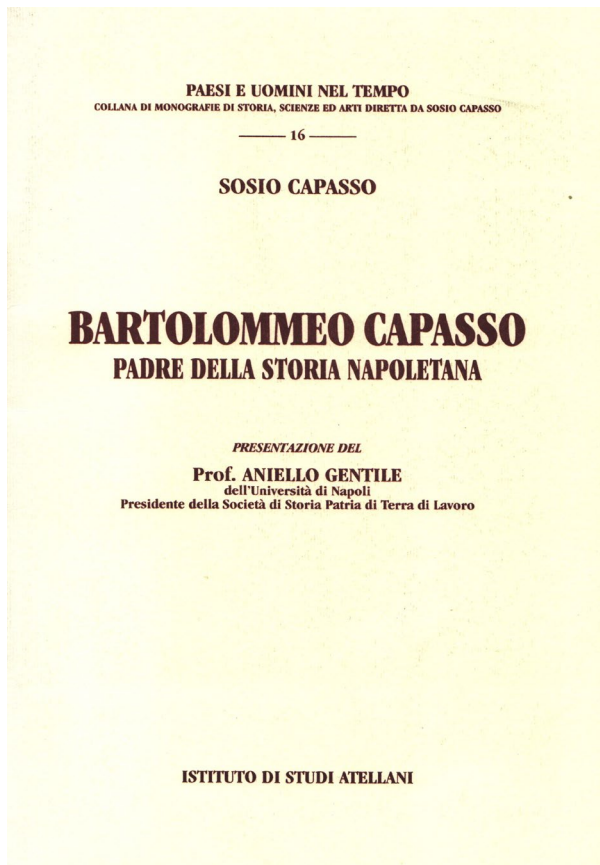 PAESI E UOMINI NEL TEMPO
COLLANA DI MONOGRAFIE DI STORIA, SCIENZE ED ARTI DIRETTA DA SOSIO CAPASSO
16
SOSIO CAPASSO
BARTOLOMMEO CAPASSO
PADRE DELLA STORIA NAPOLETANA
PRESENTAZIONE DEL
Prof. ANIELLO GENTILE
dell'Università di Napoli
Presidente della Società di Storia Patria di Terra di Lavoro
ISTITUTO DI STUDI ATELLANI